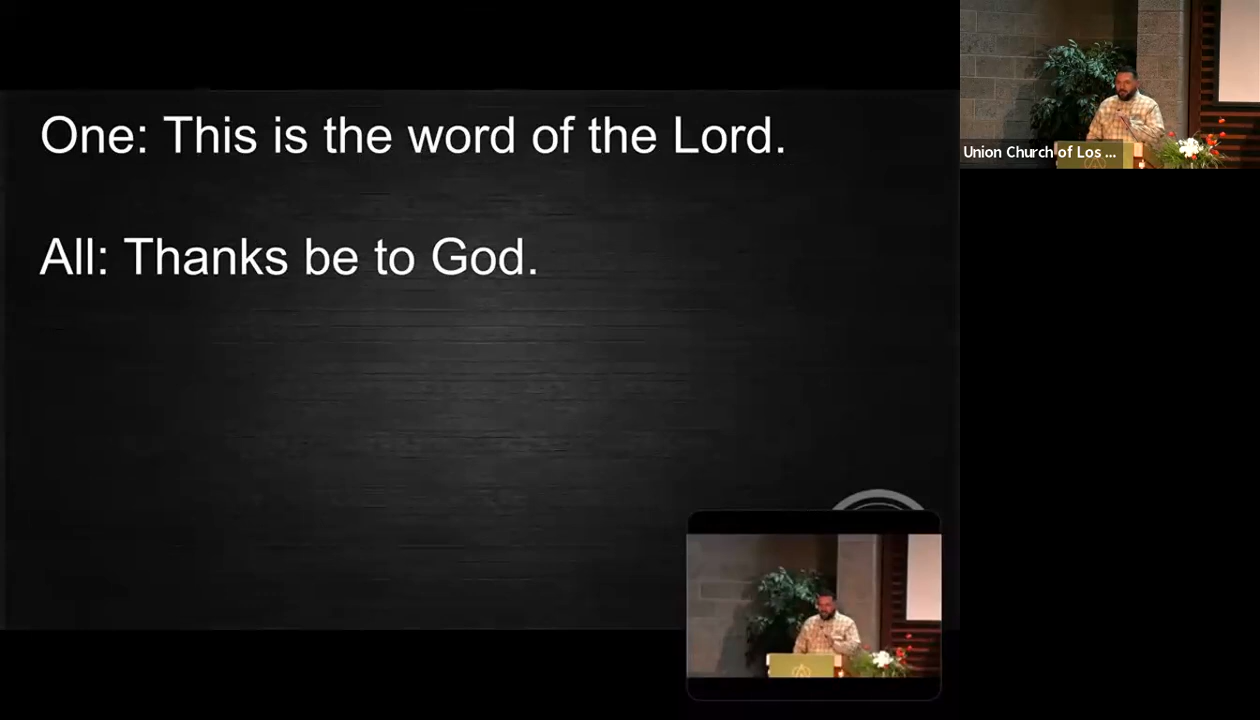 One: This is the word of the Lord.
All: Thanks be to God.
Union Church of Los ...